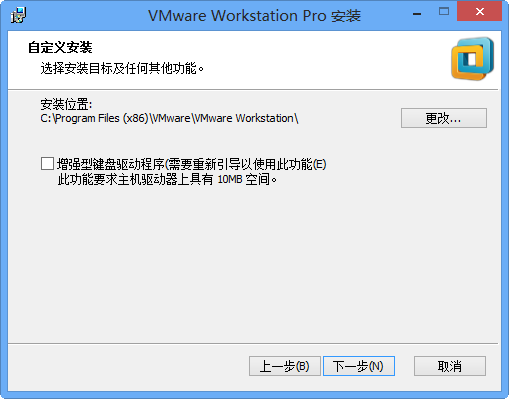 VMware Workstation Pro 安装
自定义安装
选择安装目标及任何其他功能。
安装位置:
C:\Program Files (x86)\VMware\VMware Workstation\
更改...
增强型键盘驱动程序(需要重新引导以使用此功能(E)
此功能要求主机驱动器上具有 10MB 空间。
上一步(B) 下一步(N) 取消